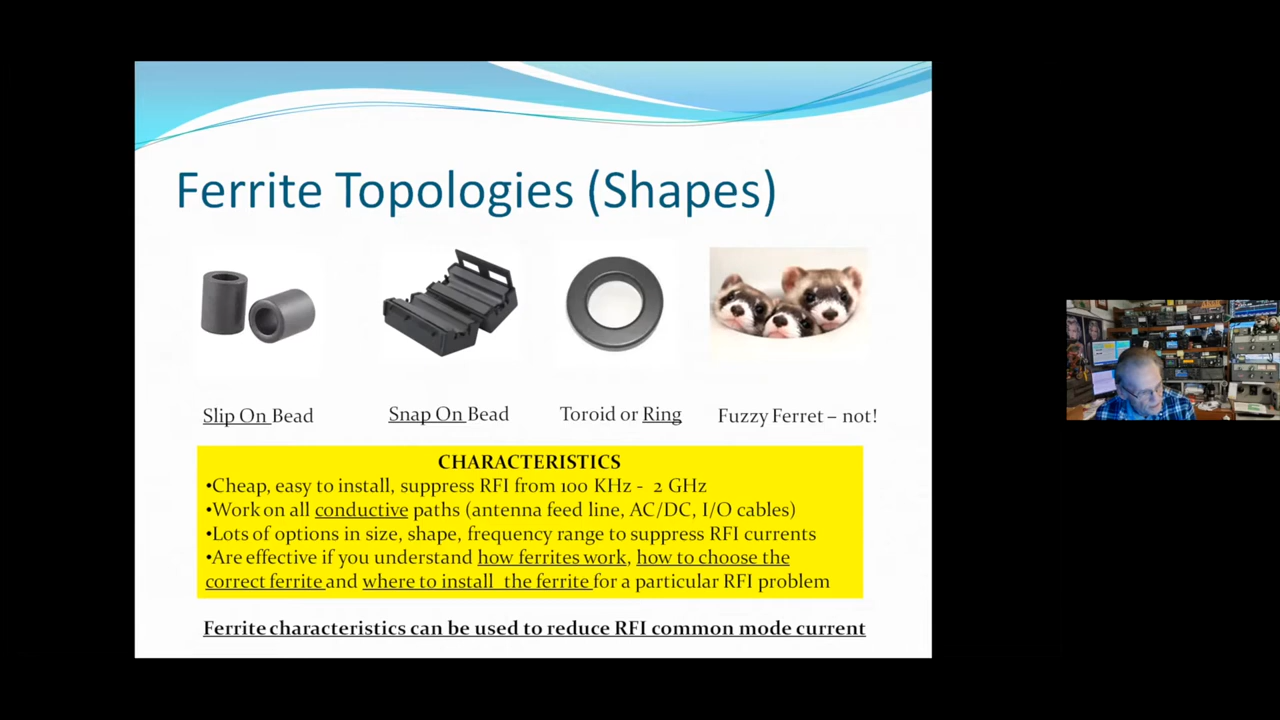 Ferrite Topologies (Shapes)
Slip On Bead
Snap On Bead
Toroid or Ring
Fuzzy Ferret – not!
CHARACTERISTICS
•Cheap, easy to install, suppress RFI from 100 KHz - 2 GHz
•Work on all conductive paths (antenna feed line, AC/DC, I/O cables)
•Lots of options in size, shape, frequency range to suppress RFI currents
•Are effective if you understand how ferrites work, how to choose the
correct ferrite and where to install the ferrite for a particular RFI problem
Ferrite characteristics can be used to reduce RFI common mode current